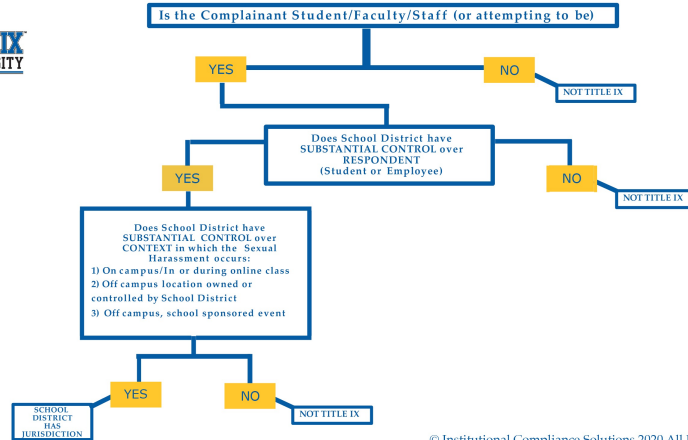 Is the Complainant Student/Faculty/Staff (or attempting to be)
IX
YES
NO
NOT TITLE IX
Does School District have
SUBSTANTIAL CONTROL over
RESPONDENT
(Student or Employee)
YES
NO
NOT TITLE IX
Does School District have
SUBSTANTIAL CONTROL over
CONTEXT in which the Sexual
Harassment occurs:
1) On campus/In or during online class
2) Off campus location owned or
controlled by School District
3) Off campus, school sponsored event
YES
NO
NOT TITLE IX
SCHOOL
DISTRICT
HAS
JURISDICTION
© Institutional Compliance Solutions 2020 All